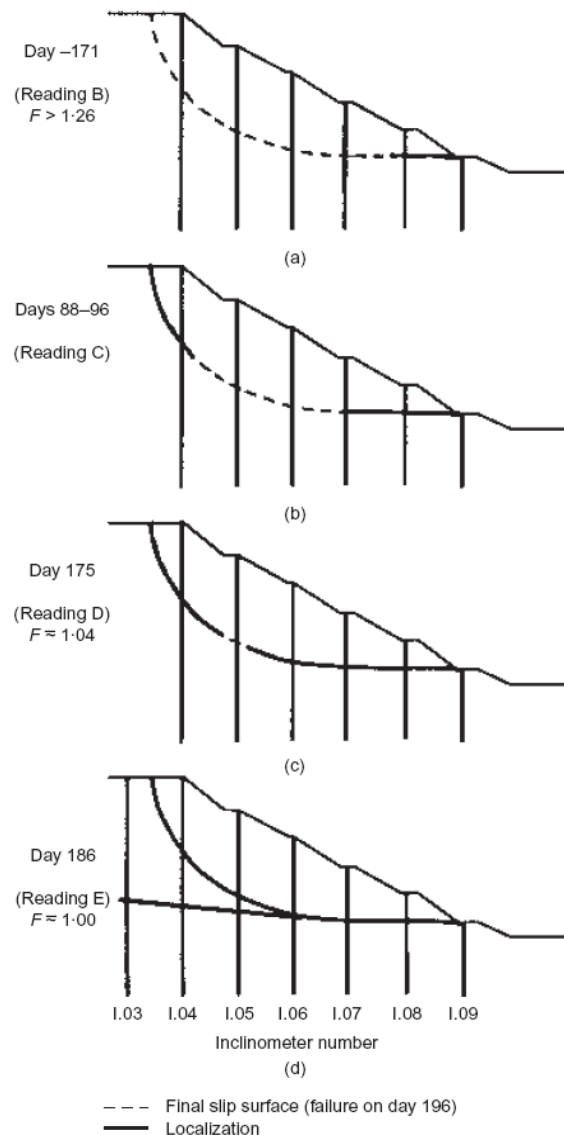 Day –171
(Reading B)
F > 1·26
(a)
Days 88–96
(Reading C)
(b)
Day 175
(Reading D)
F ≈ 1·04
(c)
Day 186
(Reading E)
F ≈ 1·00
I.03 I.04 I.05 I.06 I.07 I.08 I.09
Inclinometer number
(d)
Final slip surface (failure on day 196)
Localization